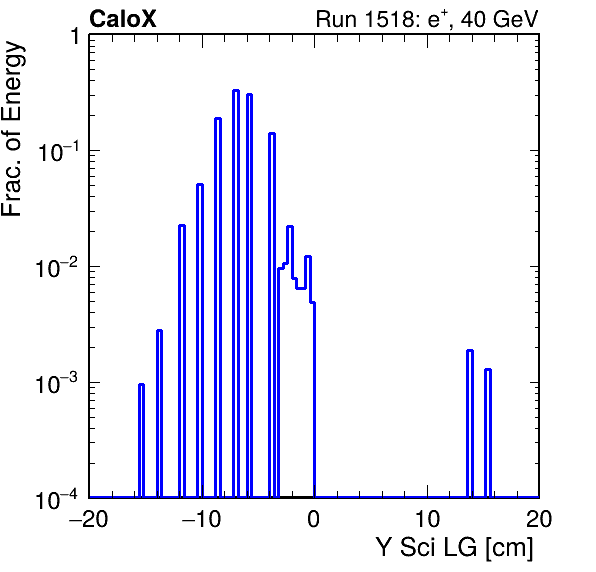 CaloX Run 1518: e⁺, 40 GeV
Frac. of Energy
1
10⁻¹
10⁻²
10⁻³
10⁻⁴
−20 −10 0 10 20
Y Sci LG [cm]